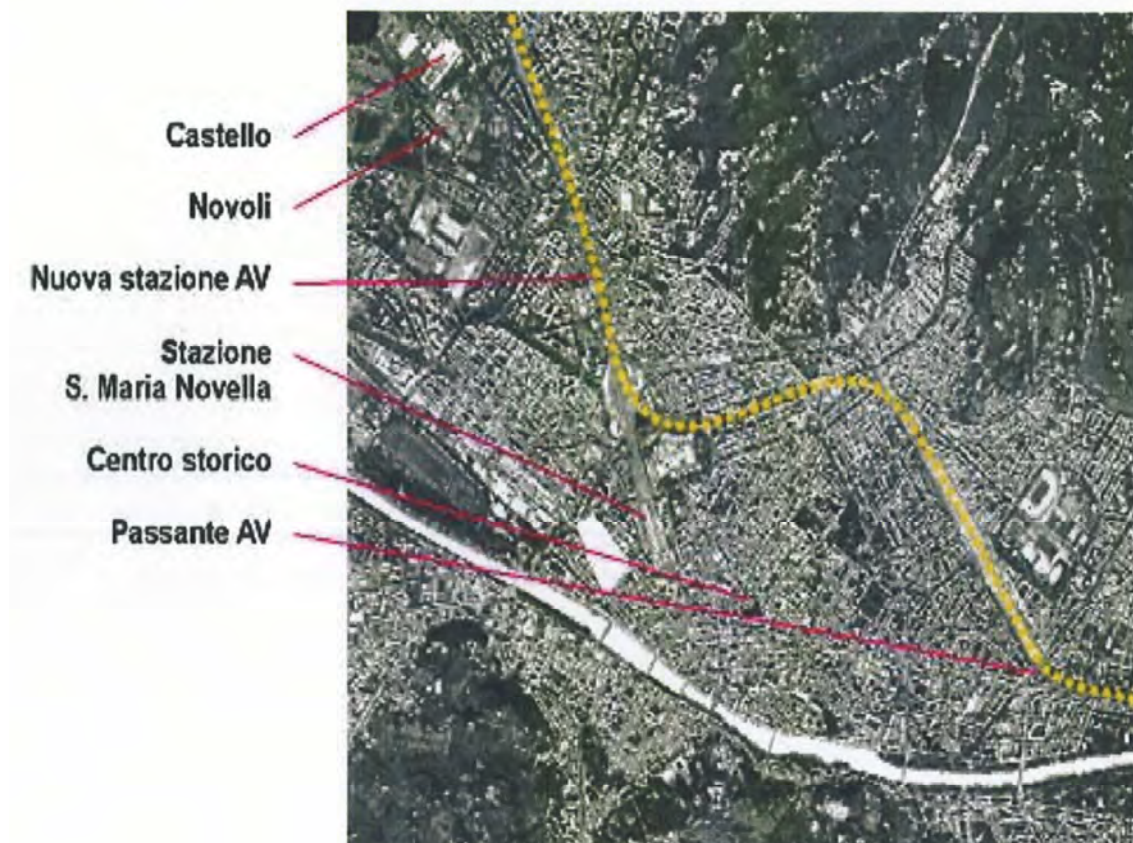 Castello
Novoli
Nuova stazione AV
Stazione
S. Maria Novella
Centro storico
Passante AV